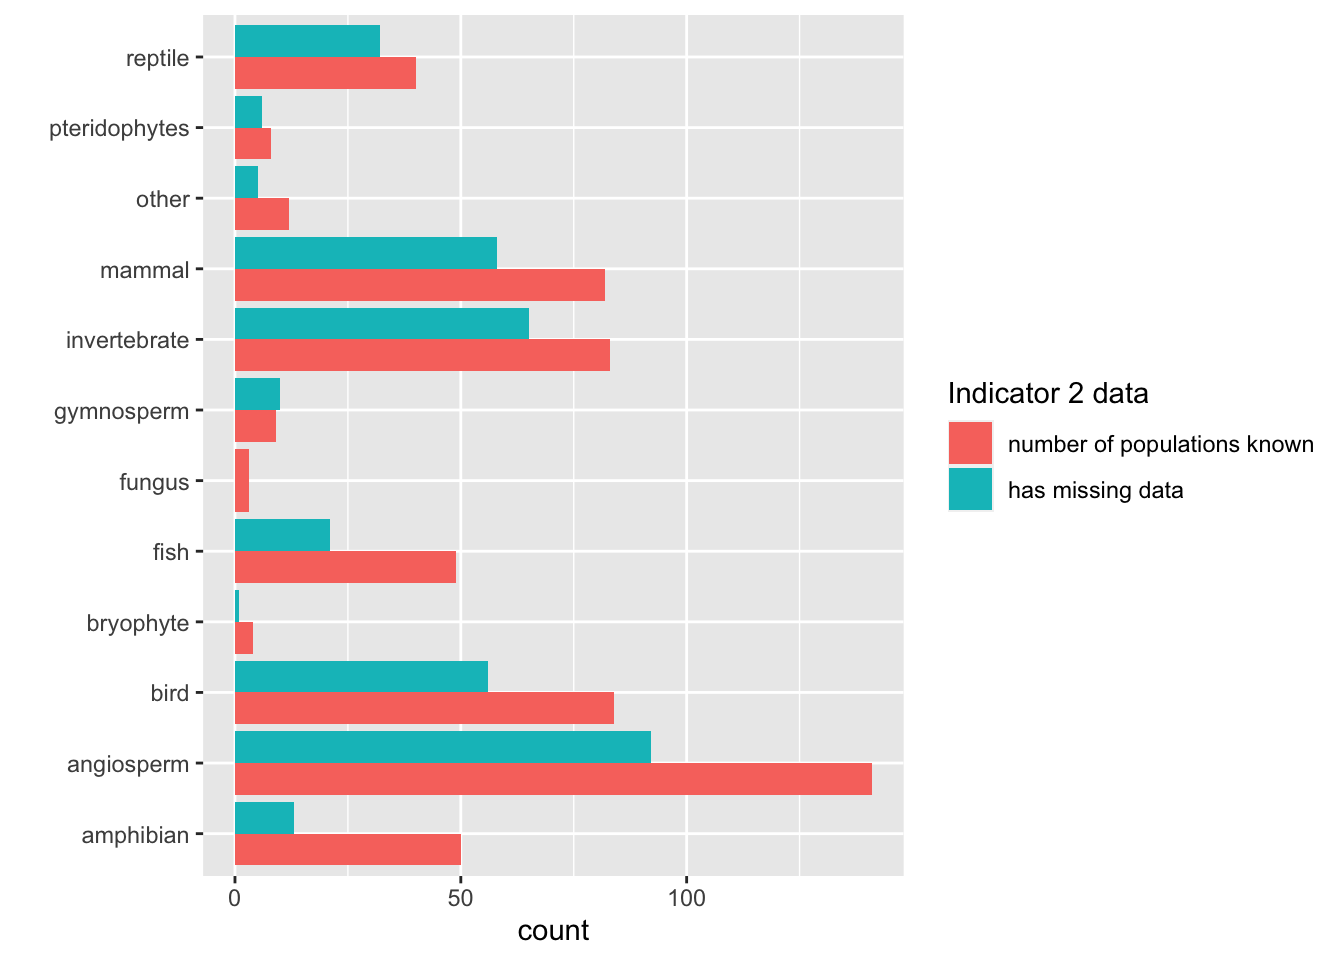 reptile
pteridophytes
other
mammal
invertebrate
gymnosperm
fungus
fish
bryophyte
bird
angiosperm
amphibian
0 50 100
count
Indicator 2 data
number of populations known
has missing data